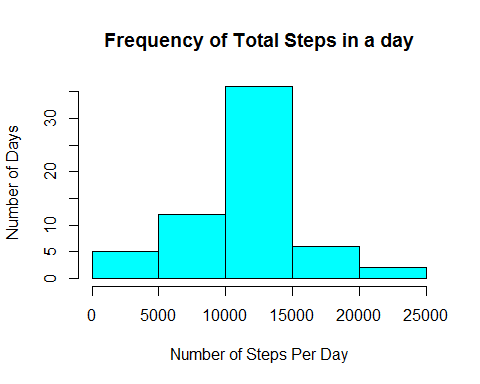 Frequency of Total Steps in a day
Number of Days
30
20
10
5
0
0 5000 10000 15000 20000 25000
Number of Steps Per Day